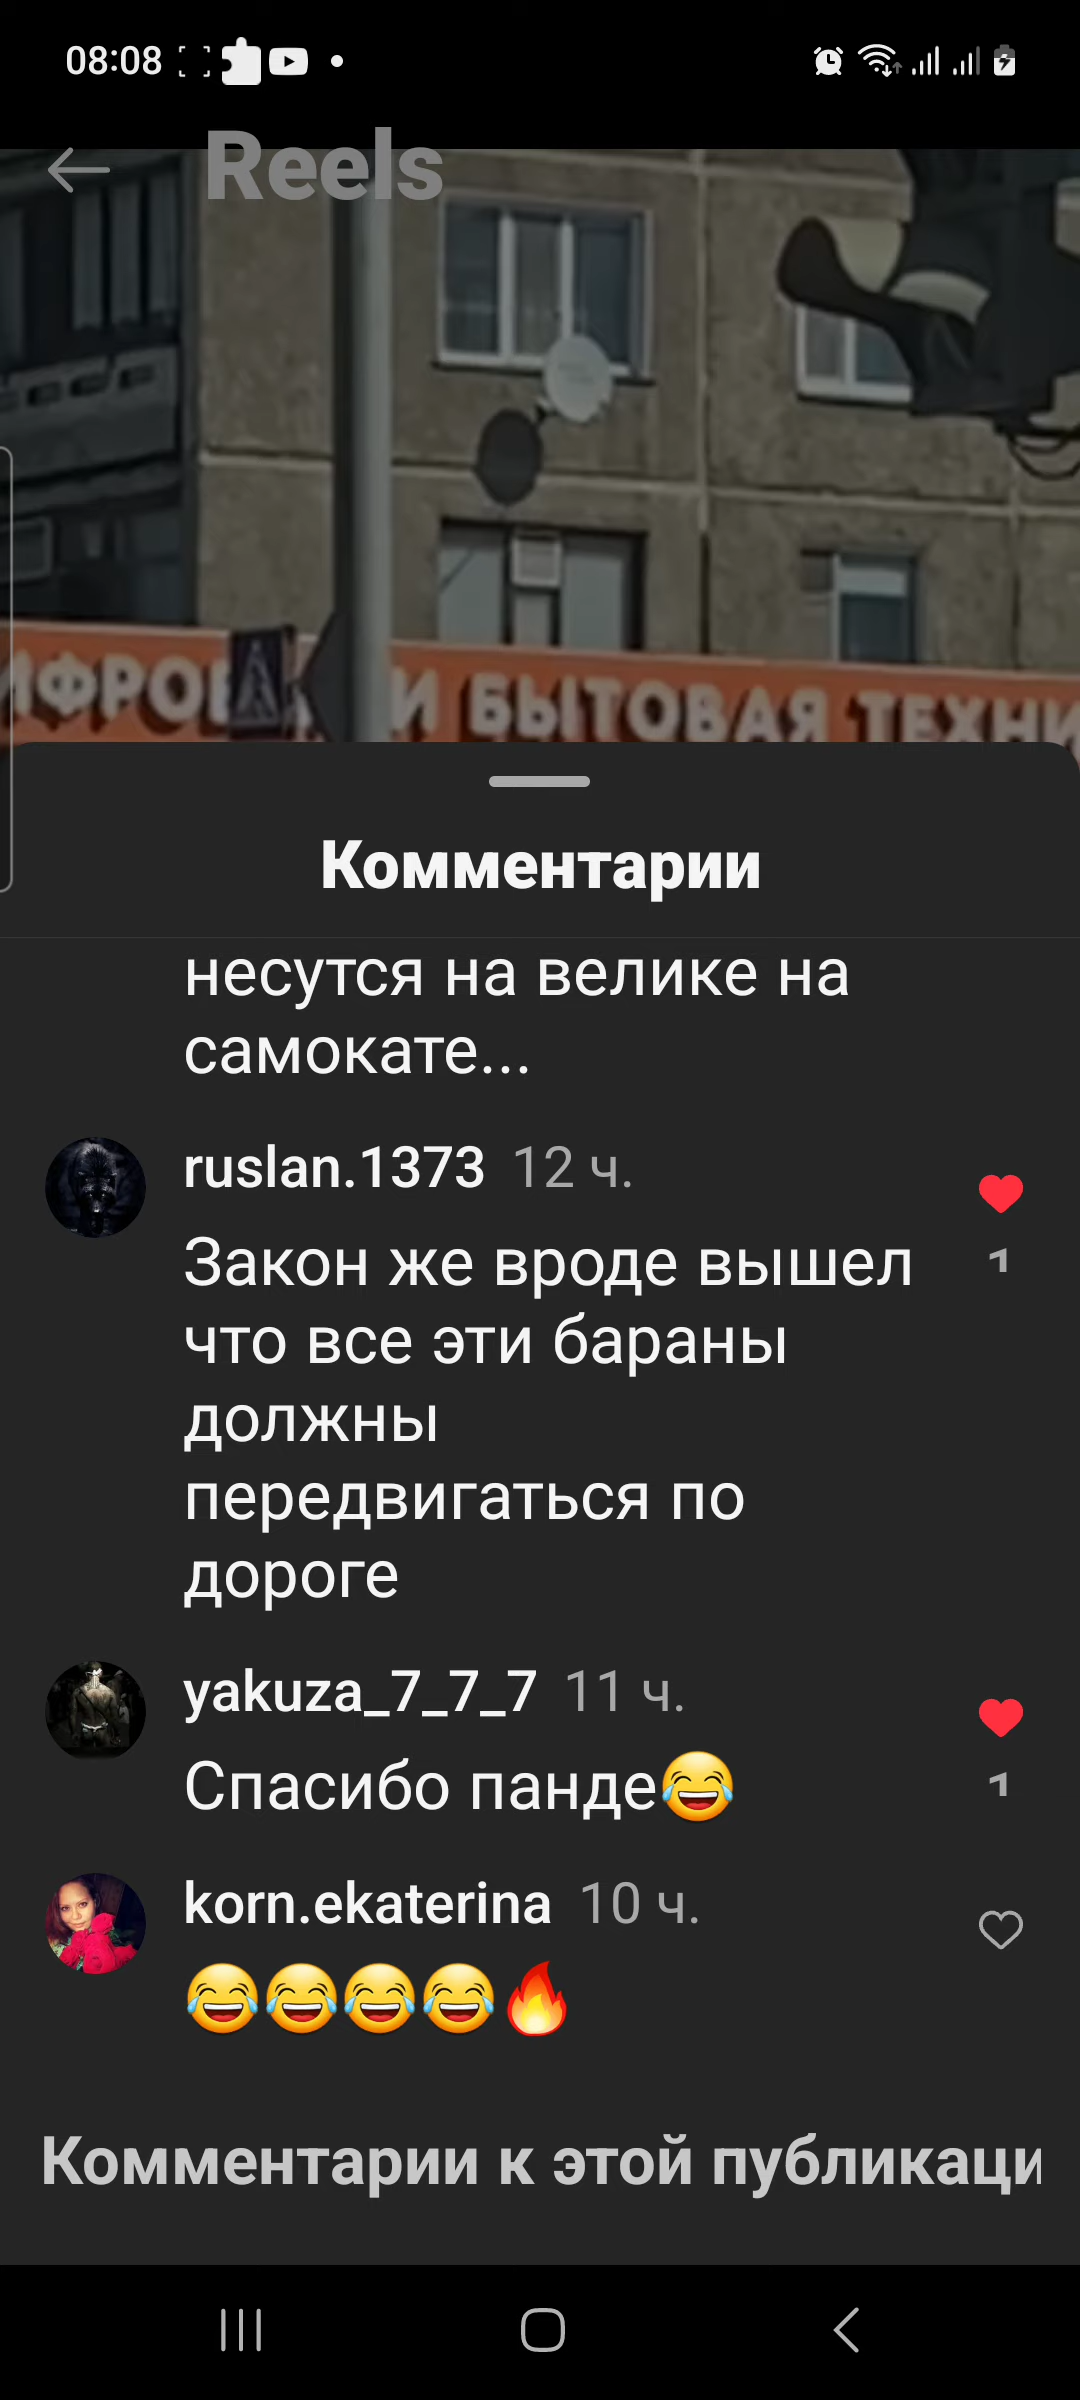 08:08
Reels
ИФРОВ И БЫТОВАЯ ТЕХНИ
Комментарии
несутся на велике на
самокате...
ruslan.1373 12 ч.
Закон же вроде вышел
1
что все эти бараны
должны
передвигаться по
дороге
yakuza_7_7_7 11 ч.
Спасибо панде😂
1
korn.ekaterina 10 ч.
😂😂😂😂🔥
Комментарии к этой публикаци